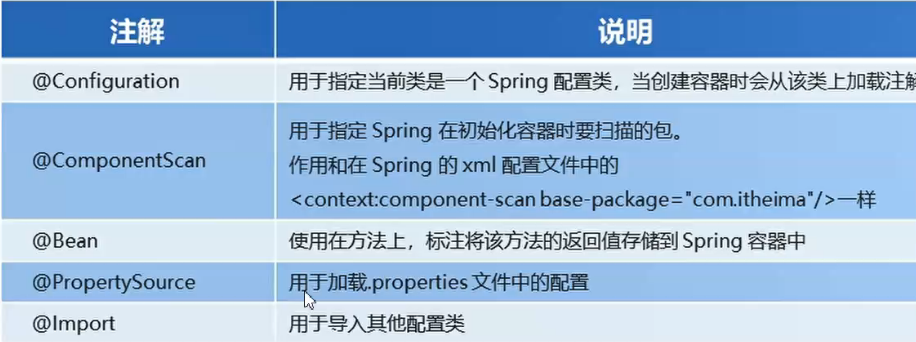 注解 说明
@Configuration 用于指定当前类是一个 Spring 配置类，当创建容器时会从该类上加载注解
@ComponentScan 用于指定 Spring 在初始化容器时要扫描的包。
作用和在 Spring 的 xml 配置文件中的
<context:component-scan base-package="com.itheima"/>一样
@Bean 使用在方法上，标注将该方法的返回值存储到 Spring 容器中
@PropertySource 用于加载.properties 文件中的配置
@Import 用于导入其他配置类